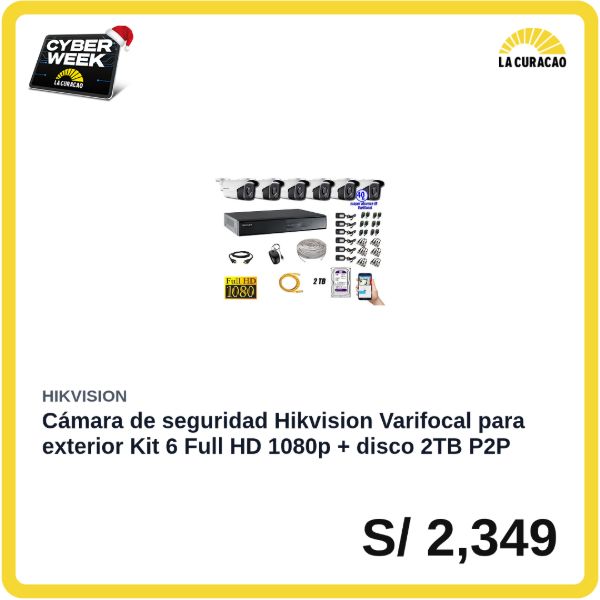 CYBER
WEEK
LA CURACAO
LA CURACAO
40
Full HD
1080
2 TB
HIKVISION
Cámara de seguridad Hikvision Varifocal para
exterior Kit 6 Full HD 1080p + disco 2TB P2P
S/ 2,349